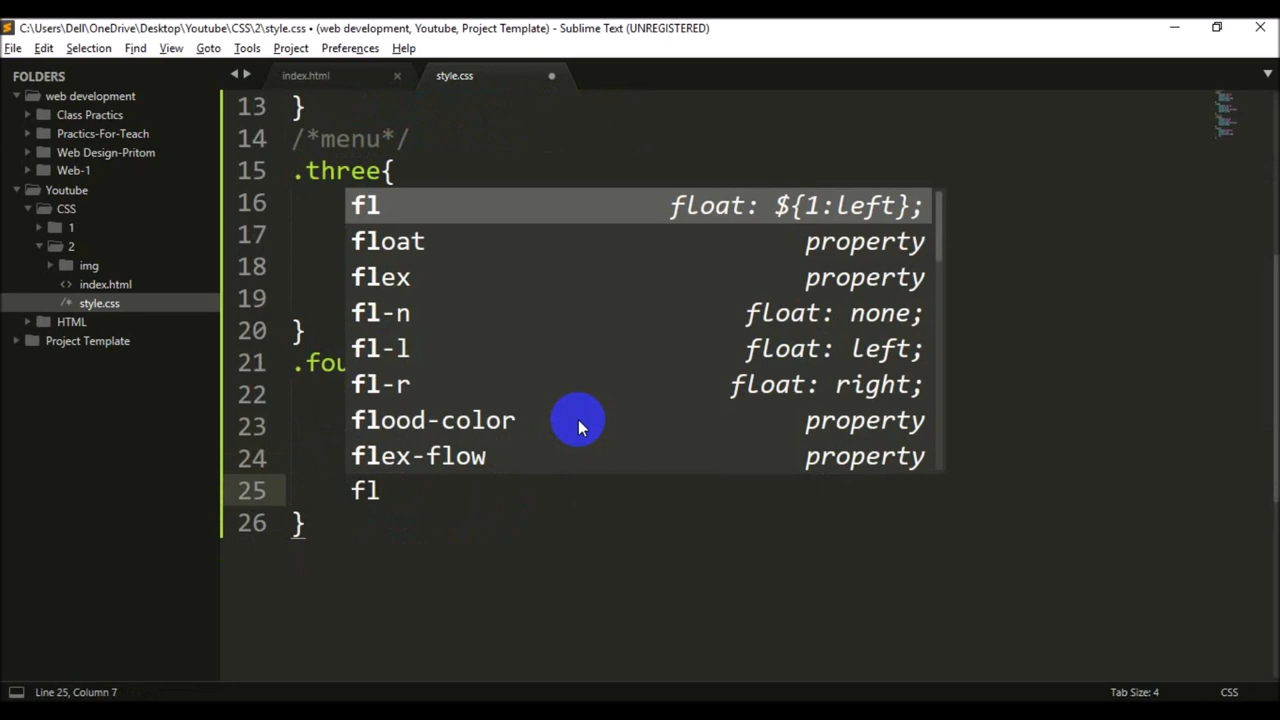 C:\Users\Dell\OneDrive\Desktop\Youtube\CSS\2\style.css • (web development, Youtube, Project Template) - Sublime Text (UNREGISTERED)
File Edit Selection Find View Goto Tools Project Preferences Help
FOLDERS
web development
Class Practics
Practics-For-Teach
Web Design-Pritom
Web-1
Youtube
CSS
1
2
img
index.html
style.css
HTML
Project Template
index.html
style.css
13 }
14 /*menu*/
15 .three{
16
17
18
19
20 }
21 .fou
22
23
24
25 fl
26 }
fl float: ${1:left};
float property
flex property
fl-n float: none;
fl-l float: left;
fl-r float: right;
flood-color property
flex-flow property
Line 25, Column 7
Tab Size: 4
CSS